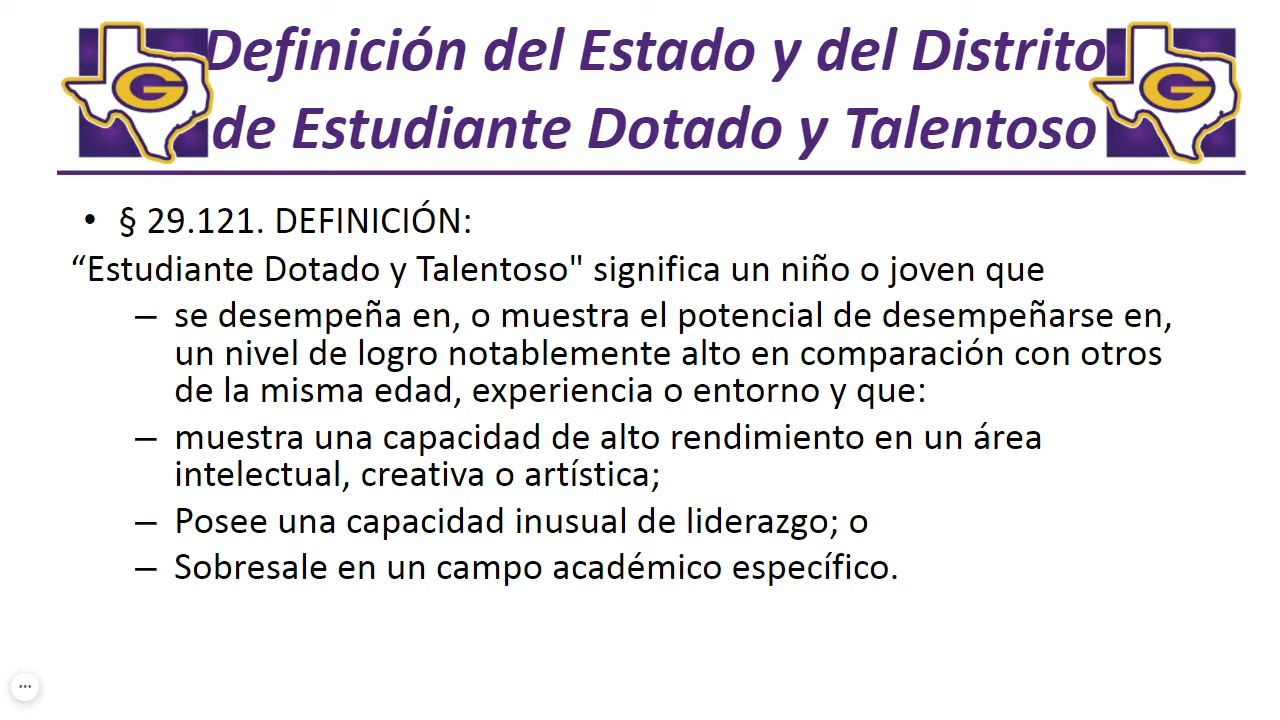 Definición del Estado y del Distrito
de Estudiante Dotado y Talentoso
G
G
• § 29.121. DEFINICIÓN:
“Estudiante Dotado y Talentoso" significa un niño o joven que
– se desempeña en, o muestra el potencial de desempeñarse en,
un nivel de logro notablemente alto en comparación con otros
de la misma edad, experiencia o entorno y que:
– muestra una capacidad de alto rendimiento en un área
intelectual, creativa o artística;
– Posee una capacidad inusual de liderazgo; o
– Sobresale en un campo académico específico.